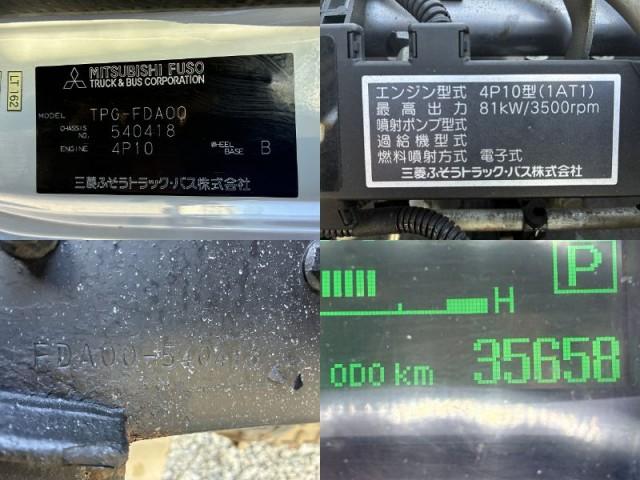 LT 162
MITSUBISHI FUSO
TRUCK & BUS CORPORATION
MODEL TPG-FDA00
CHASSIS NO. 540418
ENGINE 4P10 WHEEL BASE B
三菱ふそうトラック・バス株式会社
エンジン型式 4P10型(1AT1)
最高出力 81kW/3500rpm
噴射ポンプ型式
過給機型式
燃料噴射方式 電子式
三菱ふそうトラック・バス株式会社
FDA00-540418
P
H
ODO km 35658